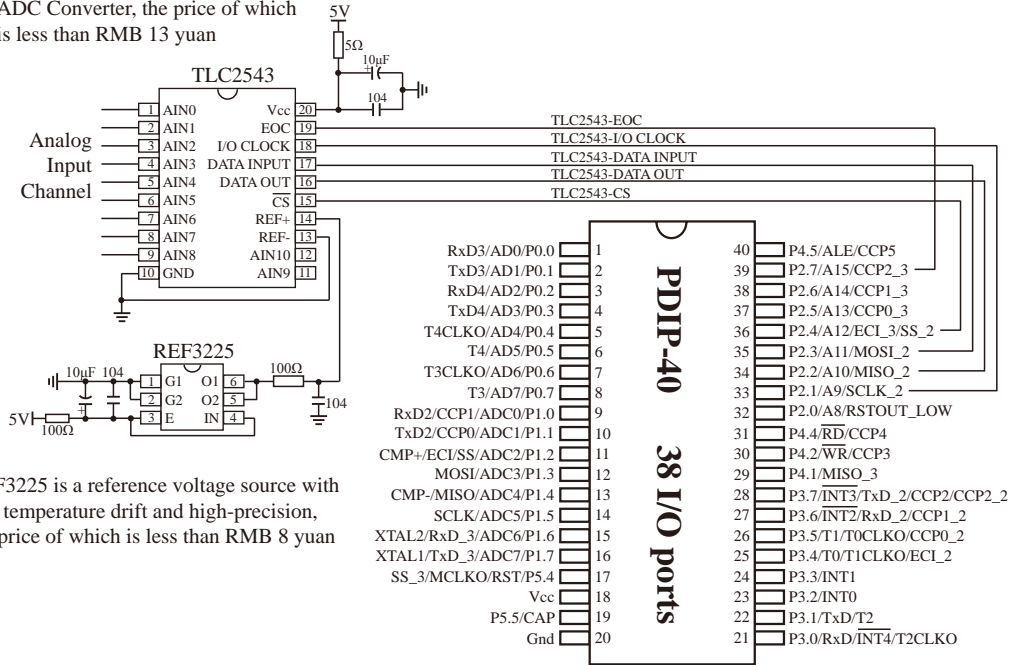 ADC Converter, the price of which
is less than RMB 13 yuan
5V
5Ω
10μF
+
104
TLC2543
1 AIN0 Vcc 20
2 AIN1 EOC 19
3 AIN2 I/O CLOCK 18
4 AIN3 DATA INPUT 17
5 AIN4 DATA OUT 16
6 AIN5 CS 15
7 AIN6 REF+ 14
8 AIN7 REF- 13
9 AIN8 AIN10 12
10 GND AIN9 11
Analog
Input
Channel
TLC2543-EOC
TLC2543-I/O CLOCK
TLC2543-DATA INPUT
TLC2543-DATA OUT
TLC2543-CS
REF3225
10μF 104
+
1 G1 O1 6
2 G2 O2 5
3 E IN 4
100Ω
104
5V
100Ω
temperature drift and high-precision,
is a reference voltage source with
price of which is less than RMB 8 yuan
PDIP-40 38 I/O ports
RxD3/AD0/P0.0 1 40 P4.5/ALE/CCP5
TxD3/AD1/P0.1 2 39 P2.7/A15/CCP2_3
RxD4/AD2/P0.2 3 38 P2.6/A14/CCP1_3
TxD4/AD3/P0.3 4 37 P2.5/A13/CCP0_3
T4CLKO/AD4/P0.4 5 36 P2.4/A12/ECI_3/SS_2
T4/AD5/P0.5 6 35 P2.3/A11/MOSI_2
T3CLKO/AD6/P0.6 7 34 P2.2/A10/MISO_2
T3/AD7/P0.7 8 33 P2.1/A9/SCLK_2
RxD2/CCP1/ADC0/P1.0 9 32 P2.0/A8/RSTOUT_LOW
TxD2/CCP0/ADC1/P1.1 10 31 P4.4/RD/CCP4
CMP+/ECI/SS/ADC2/P1.2 11 30 P4.2/WR/CCP3
MOSI/ADC3/P1.3 12 29 P4.1/MISO_3
CMP-/MISO/ADC4/P1.4 13 28 P3.7/INT3/TxD_2/CCP2/CCP2_2
SCLK/ADC5/P1.5 14 27 P3.6/INT2/RxD_2/CCP1_2
XTAL2/RxD_3/ADC6/P1.6 15 26 P3.5/T1/T0CLKO/CCP0_2
XTAL1/TxD_3/ADC7/P1.7 16 25 P3.4/T0/T1CLKO/ECI_2
SS_3/MCLKO/RST/P5.4 17 24 P3.3/INT1
Vcc 18 23 P3.2/INT0
P5.5/CAP 19 22 P3.1/TxD/T2
Gnd 20 21 P3.0/RxD/INT4/T2CLKO